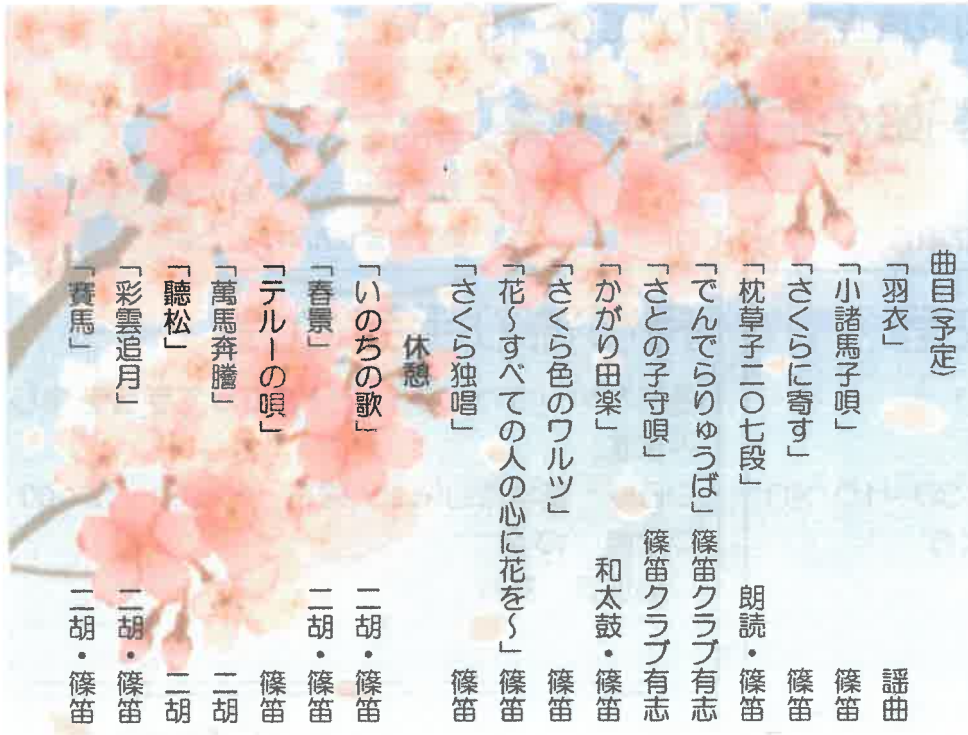 曲目(予定)
「羽衣」 謡曲
「小諸馬子唄」 篠笛
「さくらに寄す」 篠笛
「枕草子二〇七段」 朗読・篠笛
「でんでらりゅうば」 篠笛クラブ有志
「さとの子守唄」 篠笛クラブ有志
「かがり田楽」 和太鼓・篠笛
「さくら色のワルツ」 篠笛
「花~すべての人の心に花を~」 篠笛
「さくら独唱」 篠笛
休憩
「いのちの歌」 二胡・篠笛
「春景」 二胡・篠笛
「テルーの唄」 篠笛
「萬馬奔騰」 二胡
「聽松」 二胡
「彩雲追月」 二胡・篠笛
「賽馬」 二胡・篠笛